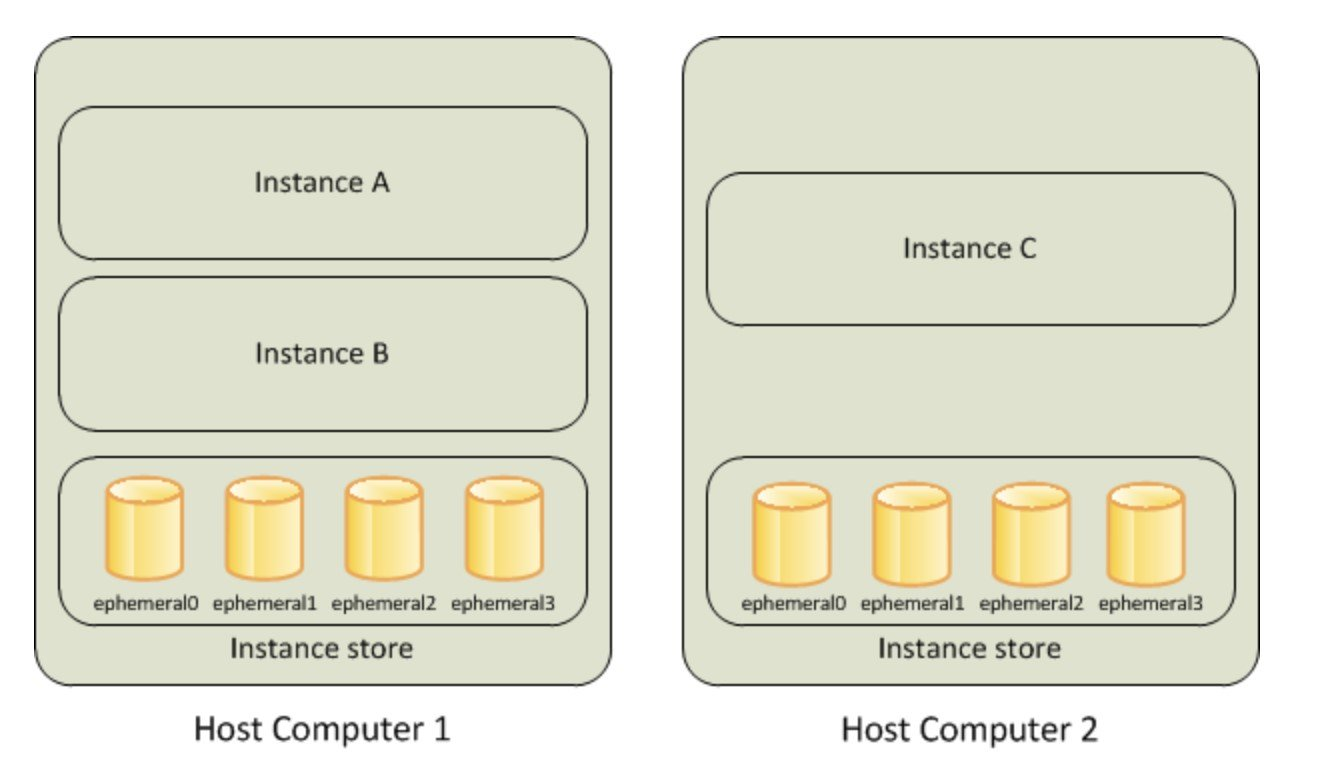 Instance A
Instance B
ephemeral0 ephemeral1 ephemeral2 ephemeral3
Instance store
Host Computer 1
Instance C
ephemeral0 ephemeral1 ephemeral2 ephemeral3
Instance store
Host Computer 2